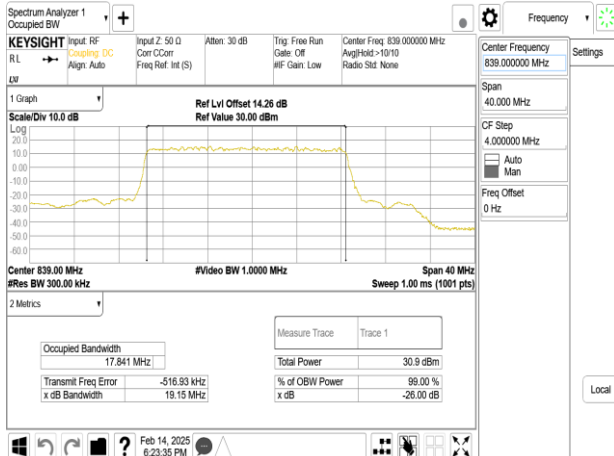 Spectrum Analyzer 1
Occupied BW
Frequency
KEYSIGHT
RL
LXI
Input: RF
Coupling: DC
Align: Auto
Input Z: 50 Ω
Corr CCorr
Freq Ref: Int (S)
Atten: 30 dB
Trig: Free Run
Gate: Off
#IF Gain: Low
Center Freq: 839.000000 MHz
Avg|Hold:>10/10
Radio Std: None
Center Frequency
839.000000 MHz
Settings
Span
40.000 MHz
CF Step
4.000000 MHz
Auto
Man
Freq Offset
0 Hz
Local
1 Graph
Ref Lvl Offset 14.26 dB
Scale/Div 10.0 dB
Ref Value 30.00 dBm
Log
20.0
10.0
0.00
-10.0
-20.0
-30.0
-40.0
-50.0
-60.0
Center 839.00 MHz
#Video BW 1.0000 MHz
Span 40 MHz
#Res BW 300.00 kHz
Sweep 1.00 ms (1001 pts)
2 Metrics
Measure Trace
Trace 1
Occupied Bandwidth
17.841 MHz
Total Power
30.9 dBm
Transmit Freq Error
-516.93 kHz
% of OBW Power
99.00 %
x dB Bandwidth
19.15 MHz
x dB
-26.00 dB
?
Feb 14, 2025
6:23:35 PM